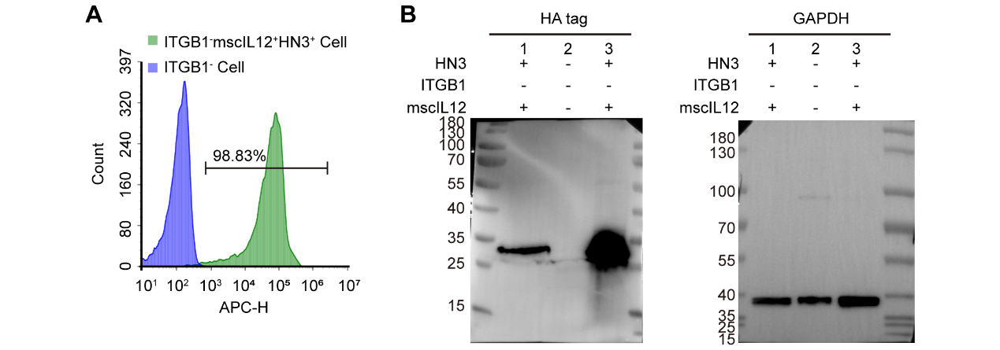 A
ITGB1⁻mscIL12⁺HN3⁺ Cell
ITGB1⁻ Cell
397
320
240
160
80
0
Count
98.83%
10¹ 10² 10³ 10⁴ 10⁵ 10⁶ 10⁷
APC-H
B
HA tag
1 2 3
HN3 + - +
ITGB1 - - -
mscIL12 + - +
180
130
100
70
55
40
35
25
15
GAPDH
1 2 3
HN3 + - +
ITGB1 - - -
mscIL12 + - +
180
130
100
70
55
40
35
25
15